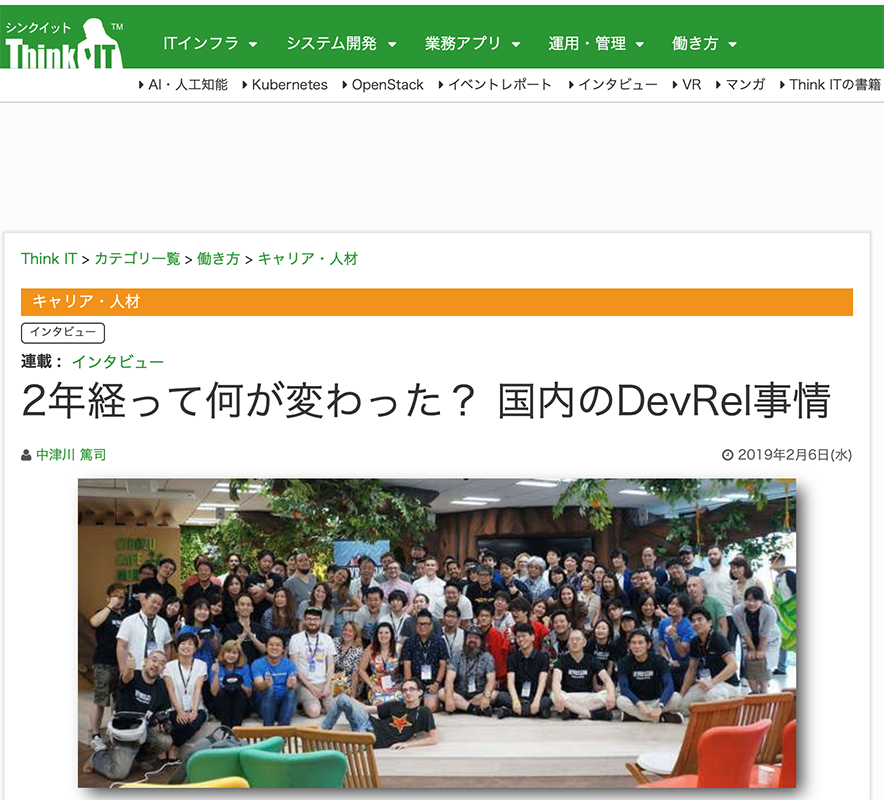 シンクイット
Think IT TM
ITインフラ システム開発 業務アプリ 運用・管理 働き方
AI・人工知能 Kubernetes OpenStack イベントレポート インタビュー VR マンガ Think ITの書籍
Think IT > カテゴリ一覧 > 働き方 > キャリア・人材
キャリア・人材
インタビュー
連載： インタビュー
2年経って何が変わった？ 国内のDevRel事情
中津川 篤司 2019年2月6日(水)